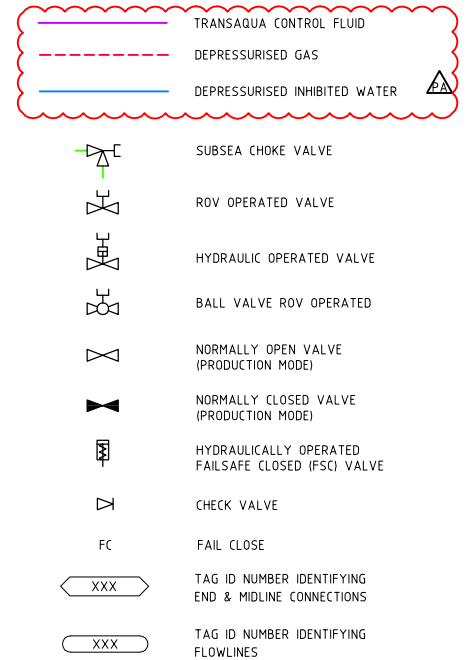 TRANSAQUA CONTROL FLUID
DEPRESSURISED GAS
DEPRESSURISED INHIBITED WATER
PA
SUBSEA CHOKE VALVE
ROV OPERATED VALVE
HYDRAULIC OPERATED VALVE
BALL VALVE ROV OPERATED
NORMALLY OPEN VALVE
(PRODUCTION MODE)
NORMALLY CLOSED VALVE
(PRODUCTION MODE)
HYDRAULICALLY OPERATED
FAILSAFE CLOSED (FSC) VALVE
CHECK VALVE
FC FAIL CLOSE
XXX TAG ID NUMBER IDENTIFYING
END & MIDLINE CONNECTIONS
XXX TAG ID NUMBER IDENTIFYING
FLOWLINES